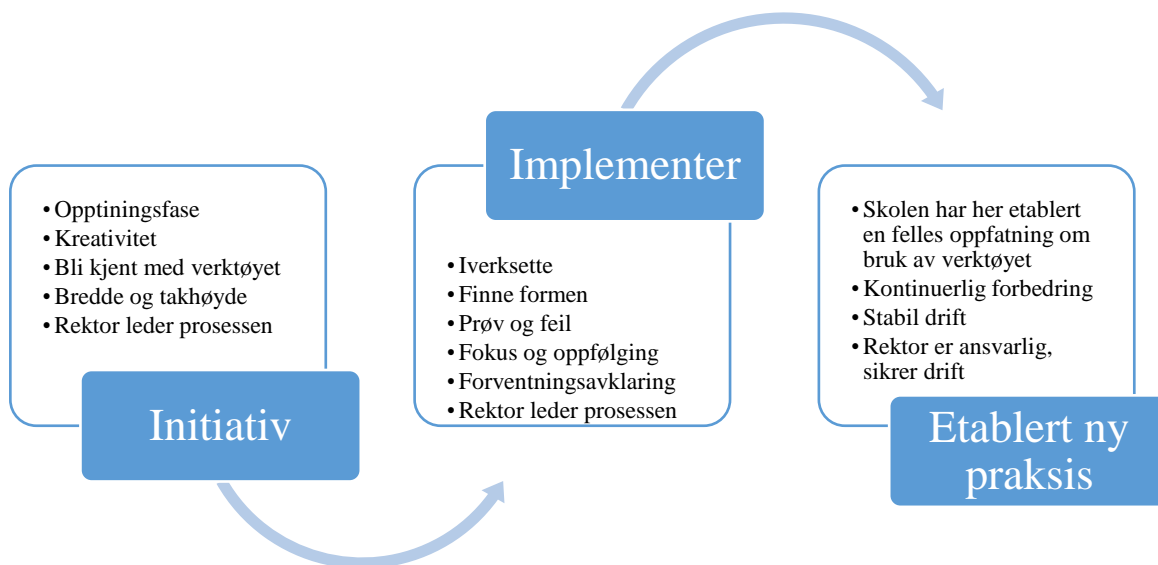 • Opptiningsfase
• Kreativitet
• Bli kjent med verktøyet
• Bredde og takhøyde
• Rektor leder prosessen
Initiativ
Implementer
• Iverksette
• Finne formen
• Prøv og feil
• Fokus og oppfølging
• Forventningsavklaring
• Rektor leder prosessen
• Skolen har her etablert
en felles oppfatning om
bruk av verktøyet
• Kontinuerlig forbedring
• Stabil drift
• Rektor er ansvarlig,
sikrer drift
Etablert ny
praksis